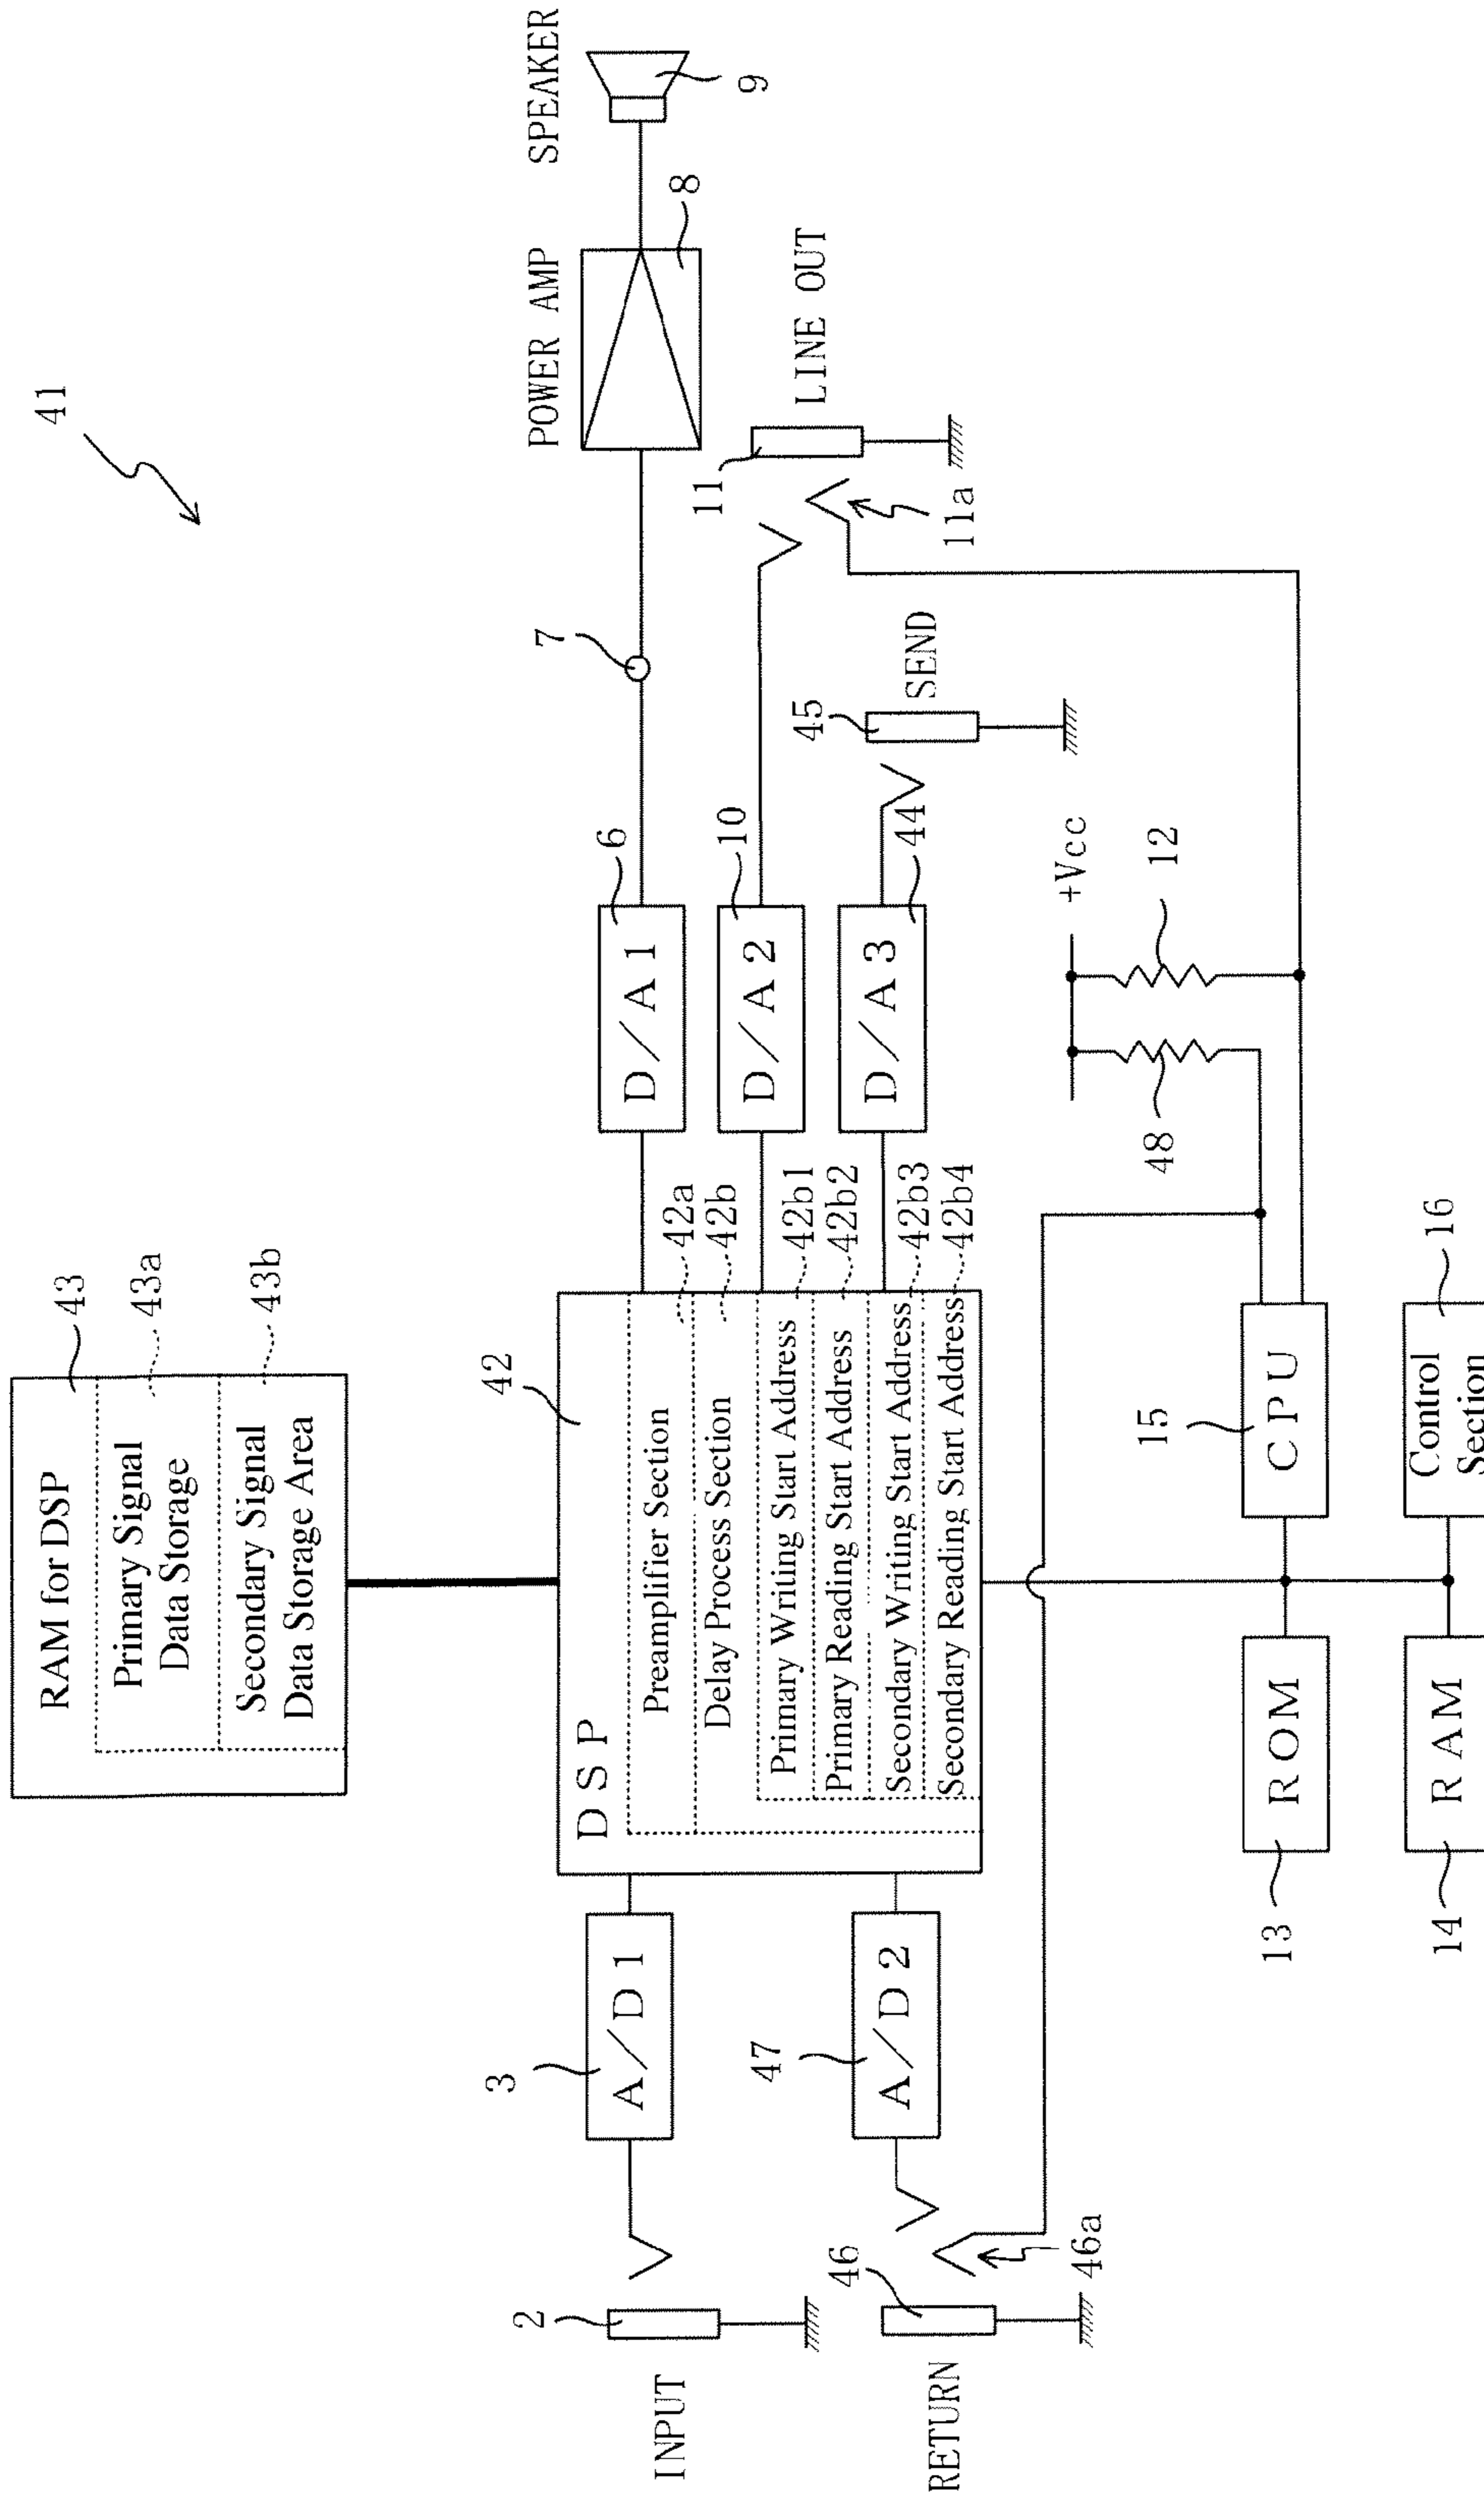 41
RAM for DSP
43
Primary Signal
Data Storage
43a
Secondary Signal
Data Storage Area
43b
42
DSP
Preamplifier Section
42a
Delay Process Section
42b
Primary Writing Start Address
42b1
Primary Reading Start Address
42b2
Secondary Writing Start Address
42b3
Secondary Reading Start Address
42b4
INPUT
2
3
A/D1
RETURN
46
46a
47
A/D2
D/A1
6
7
POWER AMP
8
SPEAKER
9
D/A2
10
11
LINE OUT
11a
D/A3
44
45
SEND
+Vcc
48
12
13
ROM
15
CPU
14
RAM
Control
Section
16